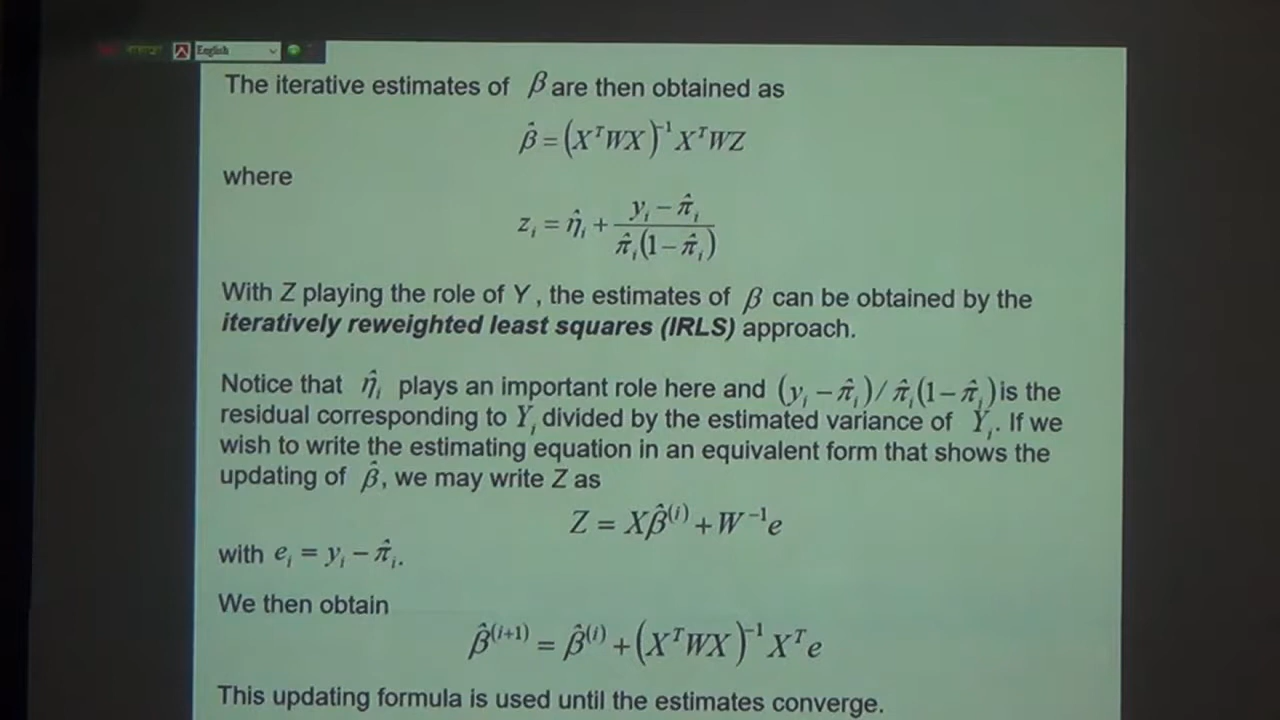 English
The iterative estimates of β are then obtained as
β̂ = (XᵀWX)⁻¹ XᵀWZ
where
zᵢ = η̂ᵢ + (yᵢ − π̂ᵢ) / (π̂ᵢ(1 − π̂ᵢ))
With Z playing the role of Y , the estimates of β can be obtained by the
iteratively reweighted least squares (IRLS) approach.
Notice that η̂ᵢ plays an important role here and (yᵢ − π̂ᵢ)/ π̂ᵢ(1− π̂ᵢ) is the
residual corresponding to Yᵢ divided by the estimated variance of Yᵢ. If we
wish to write the estimating equation in an equivalent form that shows the
updating of β̂, we may write Z as
Z = Xβ̂⁽ⁱ⁾ + W⁻¹e
with eᵢ = yᵢ − π̂ᵢ.
We then obtain
β̂⁽ⁱ⁺¹⁾ = β̂⁽ⁱ⁾ + (XᵀWX)⁻¹ Xᵀe
This updating formula is used until the estimates converge.